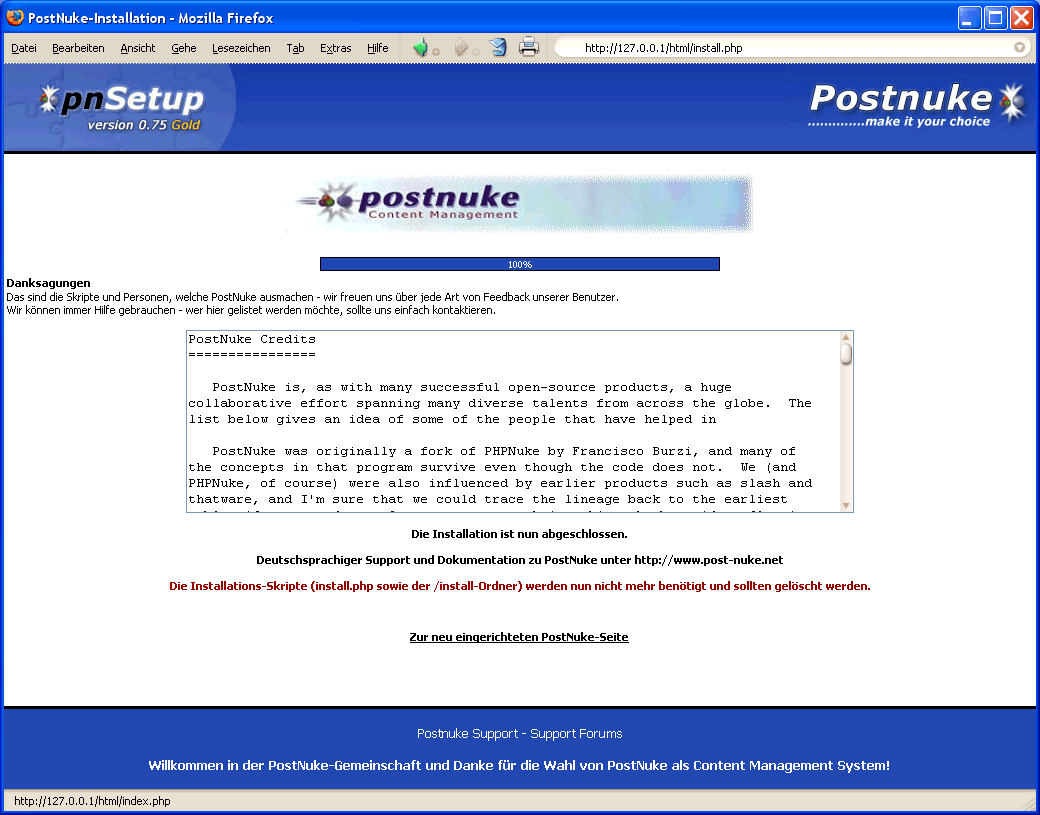 PostNuke-Installation - Mozilla Firefox
Datei Bearbeiten Ansicht Gehe Lesezeichen Tab Extras Hilfe http://127.0.0.1/html/install.php
pnSetup
version 0.75 Gold
Postnuke
..............make it your choice
postnuke
Content Management
100%
Danksagungen
Das sind die Skripte und Personen, welche PostNuke ausmachen - wir freuen uns über jede Art von Feedback unserer Benutzer.
Wir können immer Hilfe gebrauchen - wer hier gelistet werden möchte, sollte uns einfach kontaktieren.
PostNuke Credits
================
PostNuke is, as with many successful open-source products, a huge
collaborative effort spanning many diverse talents from across the globe.  The
list below gives an idea of some of the people that have helped in
PostNuke was originally a fork of PHPNuke by Francisco Burzi, and many of
the concepts in that program survive even though the code does not.  We (and
PHPNuke, of course) were also influenced by earlier products such as slash and
thatware, and I'm sure that we could trace the lineage back to the earliest
Die Installation ist nun abgeschlossen.
Deutschsprachiger Support und Dokumentation zu PostNuke unter http://www.post-nuke.net
Die Installations-Skripte (install.php sowie der /install-Ordner) werden nun nicht mehr benötigt und sollten gelöscht werden.
Zur neu eingerichteten PostNuke-Seite
Postnuke Support - Support Forums
Willkommen in der PostNuke-Gemeinschaft und Danke für die Wahl von PostNuke als Content Management System!
http://127.0.0.1/html/index.php